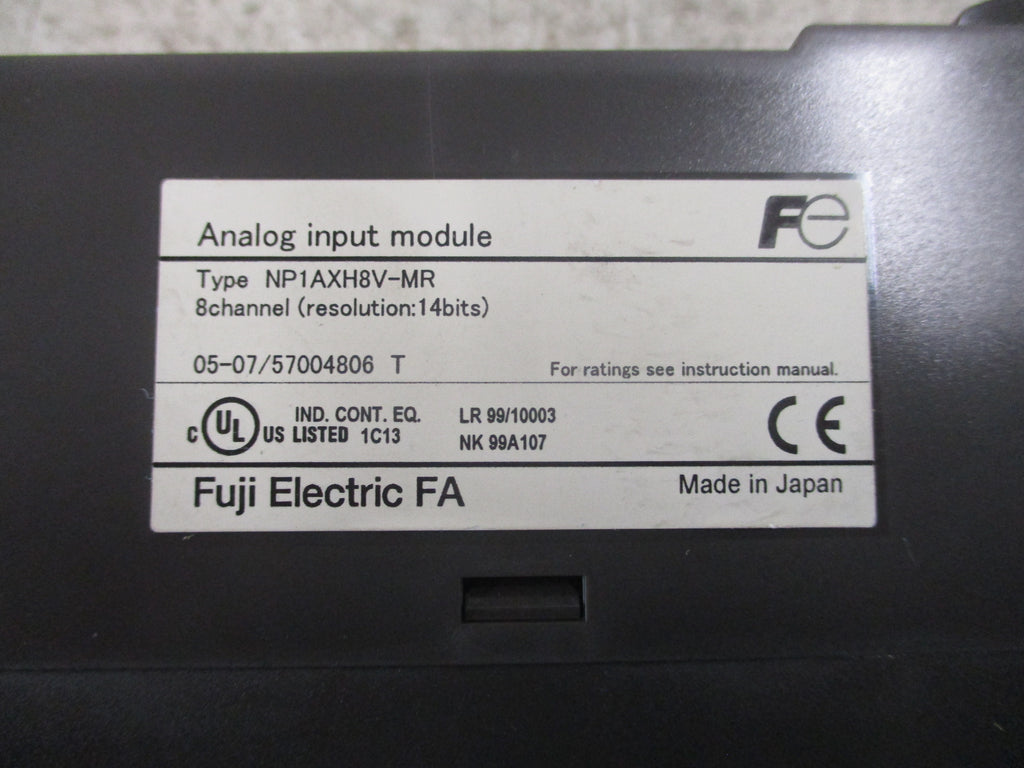 Analog input module
Fe
Type NP1AXH8V-MR
8channel (resolution:14bits)
05-07/57004806 T
For ratings see instruction manual.
C UL US IND. CONT. EQ.
LISTED 1C13
LR 99/10003
NK 99A107
CE
Fuji Electric FA
Made in Japan